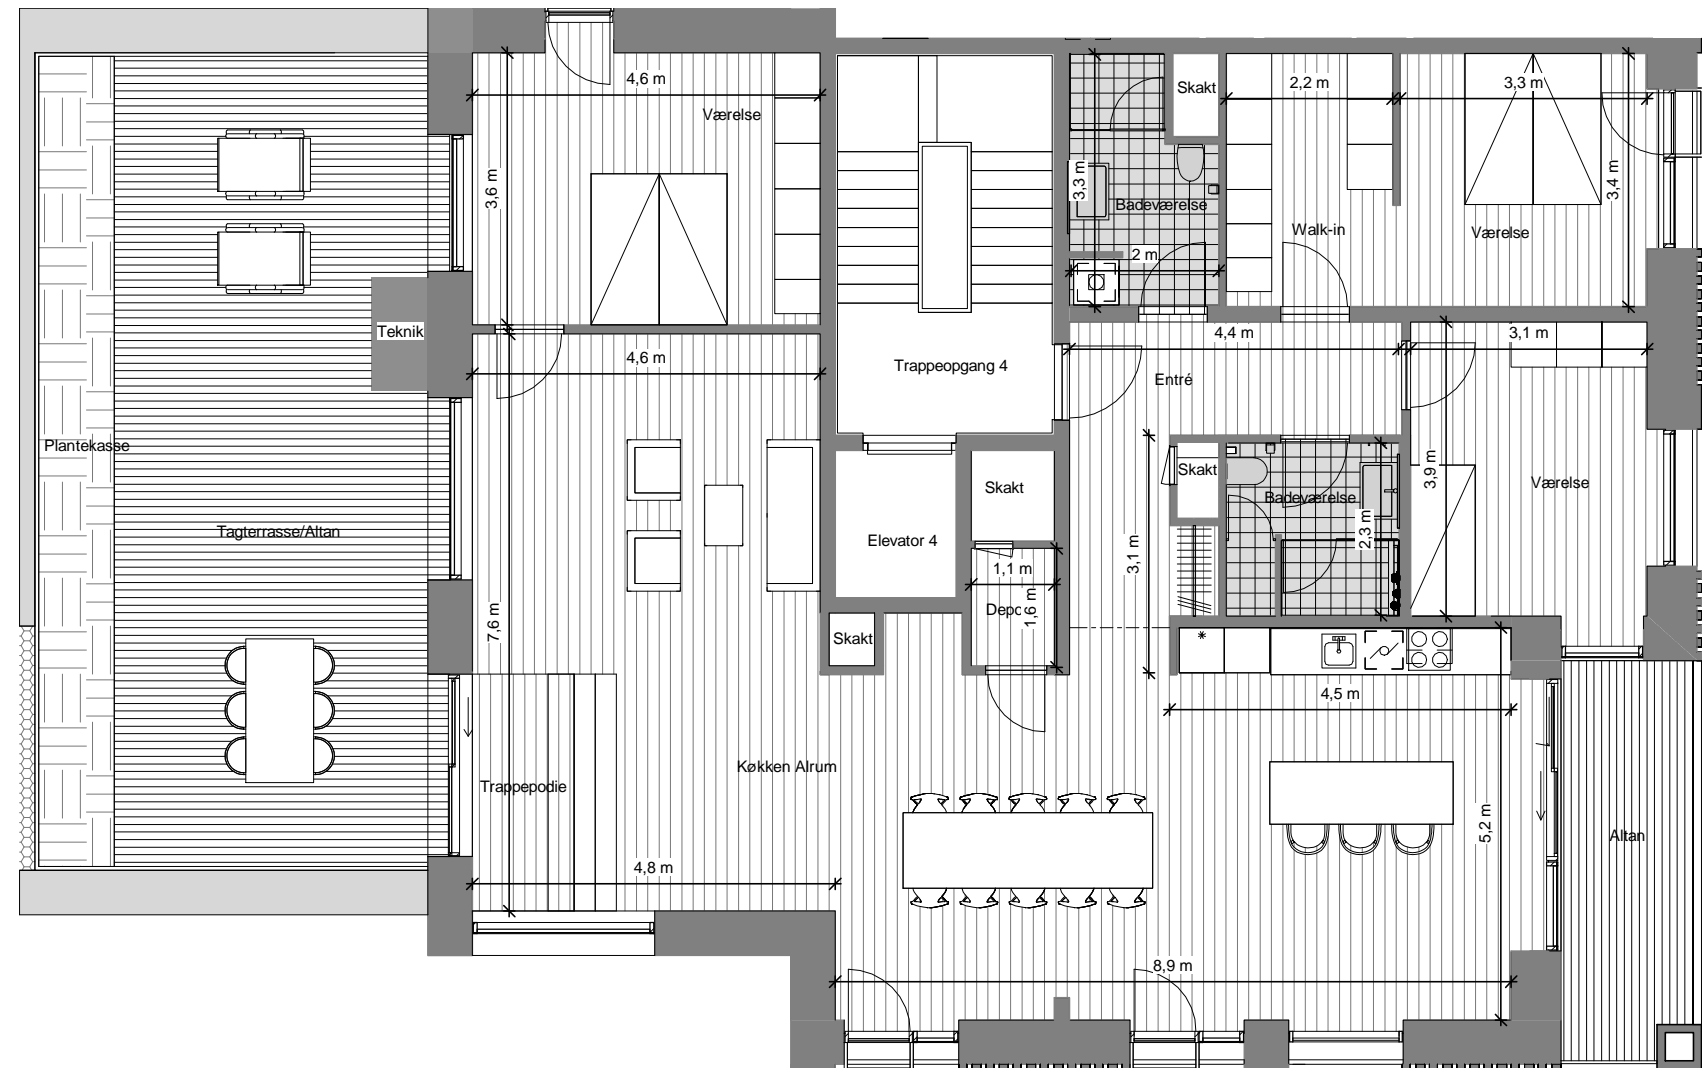 4,6 m
Værelse
3,6 m
Skakt
2,2 m
3,3 m
3,3 m
Badeværelse
2 m
Walk-in
Værelse
3,4 m
Teknik
4,6 m
Trappeopgang 4
4,4 m
3,1 m
Entré
Plantekasse
Tagterrasse/Altan
Skakt
Elevator 4
Skakt
Badeværelse
3,9 m
Værelse
2,3 m
3,1 m
1,1 m
Depo
1,6 m
7,6 m
Skakt
*
4,5 m
Køkken Alrum
Trappepodie
5,2 m
Altan
4,8 m
8,9 m